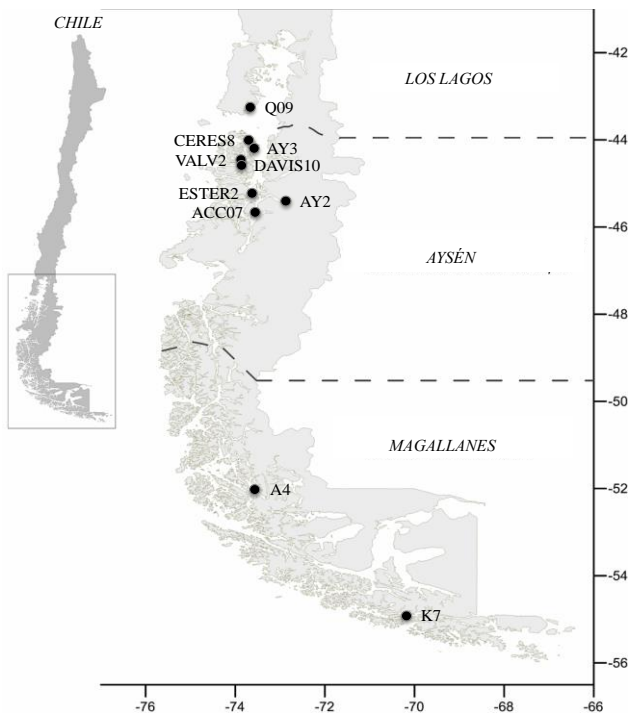 CHILE
-42
LOS LAGOS
Q09
-44
CERES8
AY3
VALV2
DAVIS10
ESTER2
AY2
ACC07
-46
AYSÉN
-48
-50
MAGALLANES
A4
-52
-54
K7
-56
-76
-74
-72
-70
-68
-66